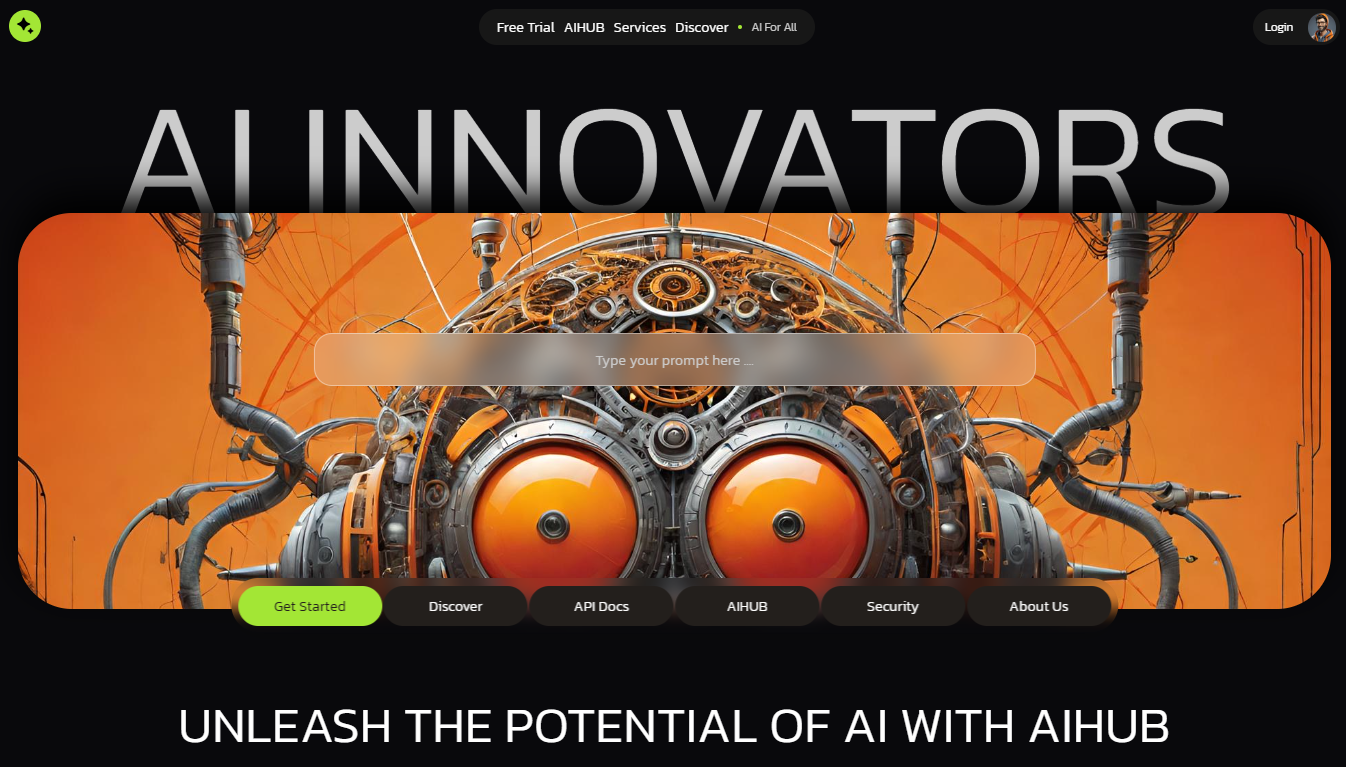 Free Trial AIHUB Services Discover • AI For All
Login
AI INNOVATORS
Type your prompt here ...
Get Started Discover API Docs AIHUB Security About Us
UNLEASH THE POTENTIAL OF AI WITH AIHUB